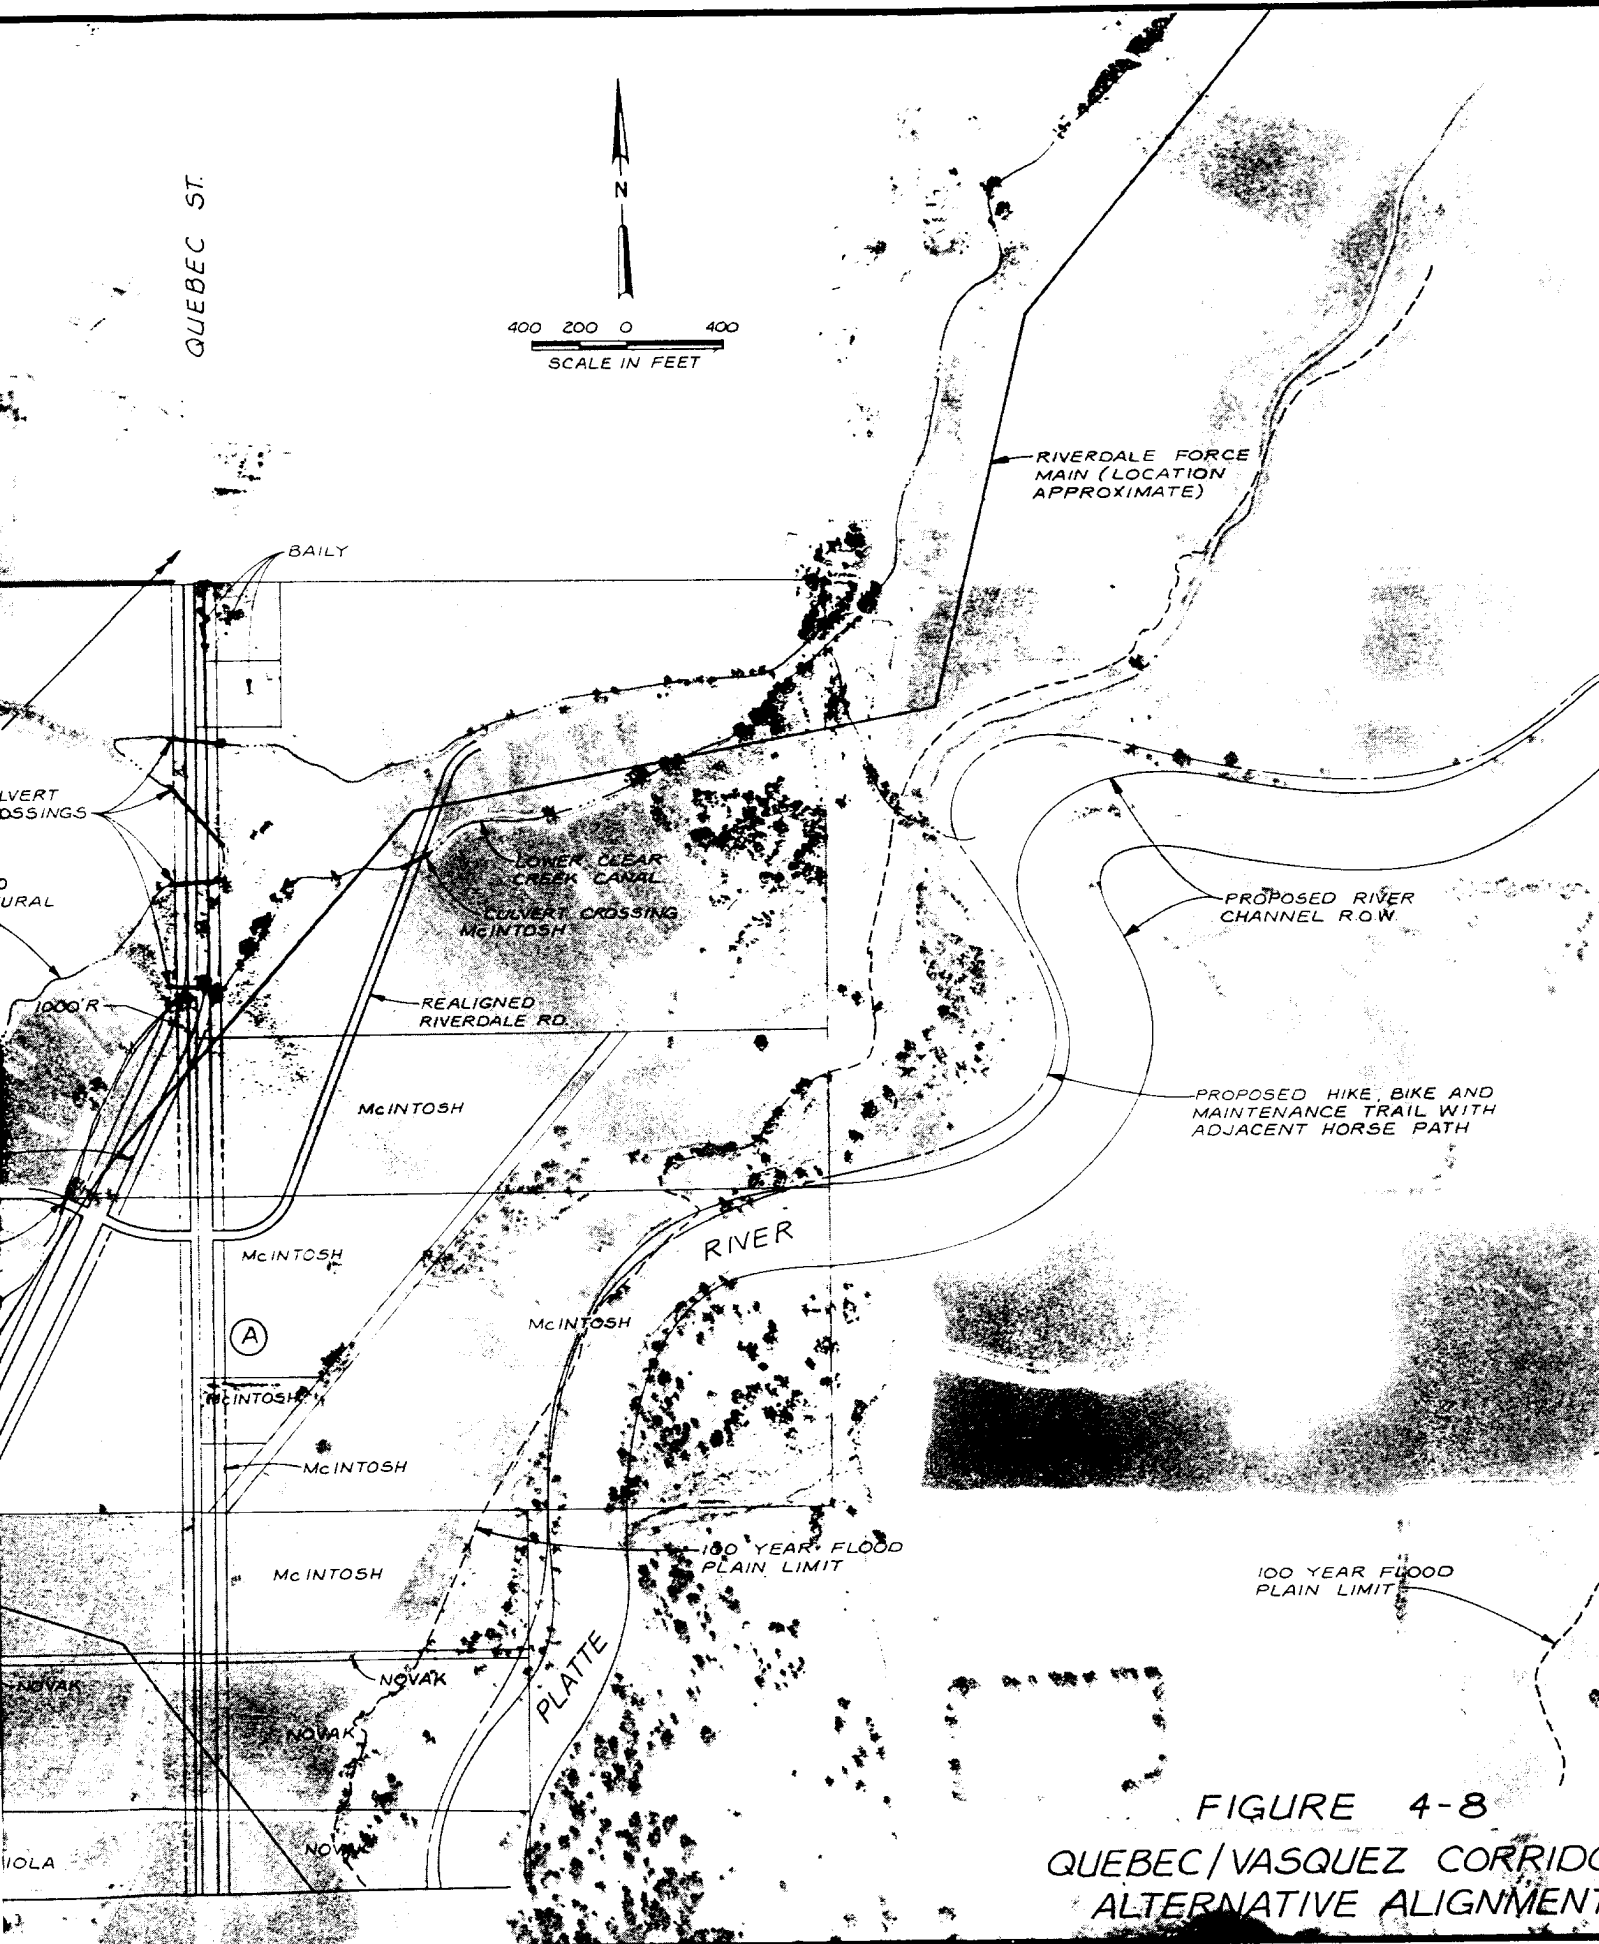 QUEBEC ST.
N
400 200 0 400
SCALE IN FEET
RIVERDALE FORCE
MAIN (LOCATION
APPROXIMATE)
BAILY
LVERT
OSSINGS
LOWER CLEAR
CREEK CANAL
CULVERT CROSSING
McINTOSH
URAL
PROPOSED RIVER
CHANNEL R.O.W.
1000'R
REALIGNED
RIVERDALE RD.
McINTOSH
PROPOSED HIKE, BIKE AND
MAINTENANCE TRAIL WITH
ADJACENT HORSE PATH
RIVER
McINTOSH
McINTOSH
A
McINTOSH
McINTOSH
100 YEAR FLOOD
PLAIN LIMIT
McINTOSH
100 YEAR FLOOD
PLAIN LIMIT
PLATTE
NOVAK
NOVAK
NOVAK
NOVAK
IOLA
FIGURE 4-8
QUEBEC/VASQUEZ CORRIDO
ALTERNATIVE ALIGNMENT